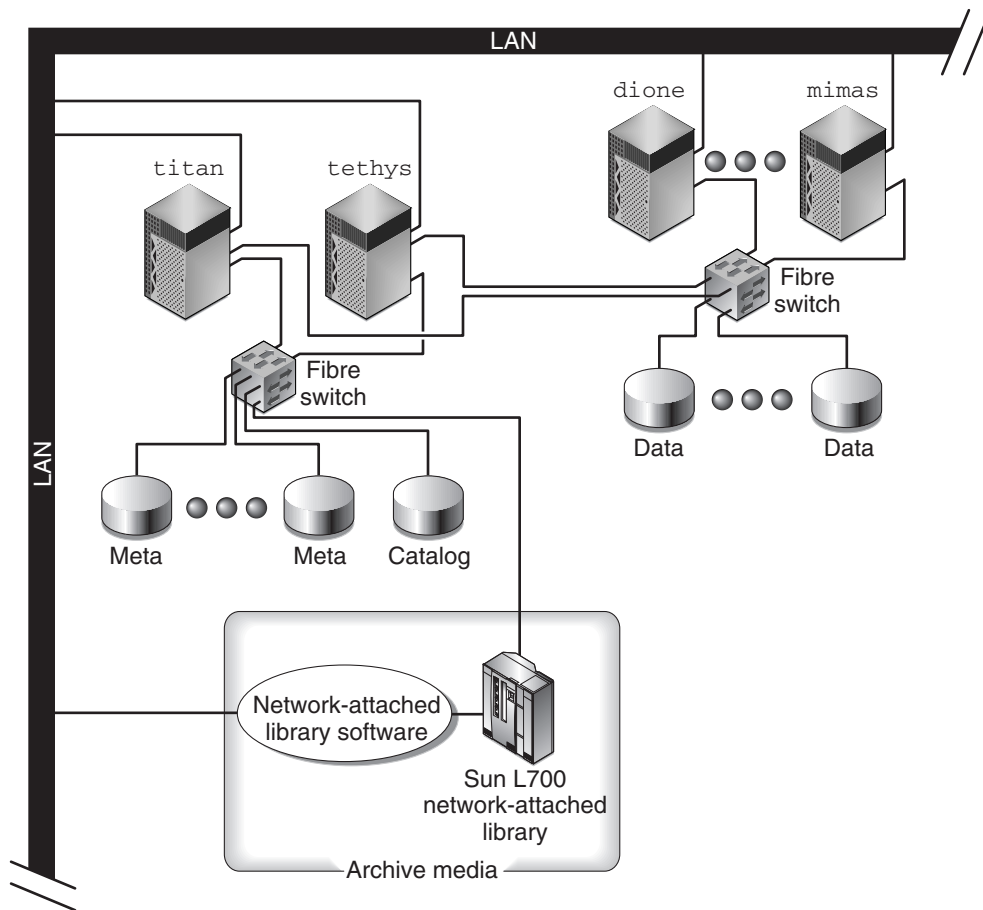 LAN
dione
mimas
titan
tethys
Fibre
switch
Fibre
switch
Data
Data
LAN
Meta
Meta
Catalog
Network-attached
library software
Sun L700
network-attached
library
Archive media